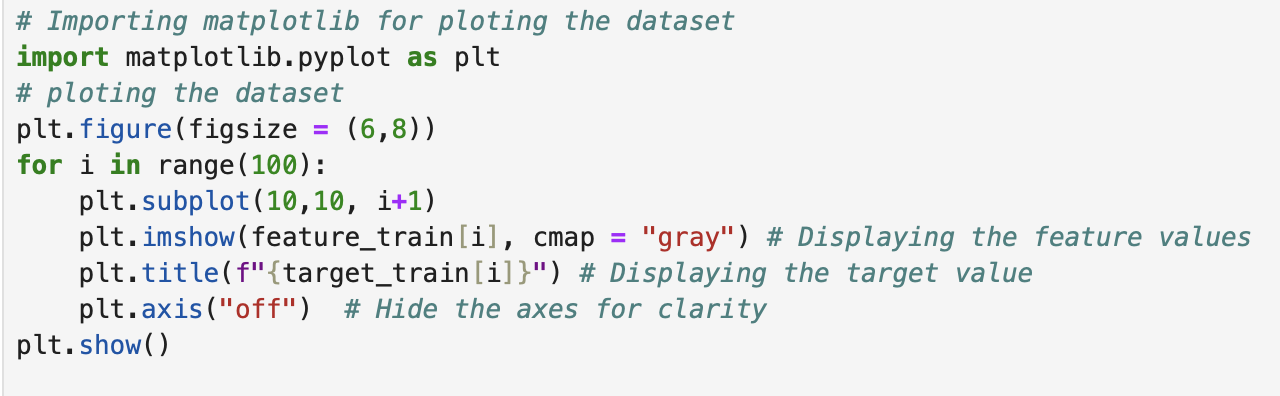 # Importing matplotlib for ploting the dataset
import matplotlib.pyplot as plt
# ploting the dataset
plt.figure(figsize = (6,8))
for i in range(100):
    plt.subplot(10,10, i+1)
    plt.imshow(feature_train[i], cmap = "gray") # Displaying the feature values
    plt.title(f"{target_train[i]}") # Displaying the target value
    plt.axis("off")  # Hide the axes for clarity
plt.show()